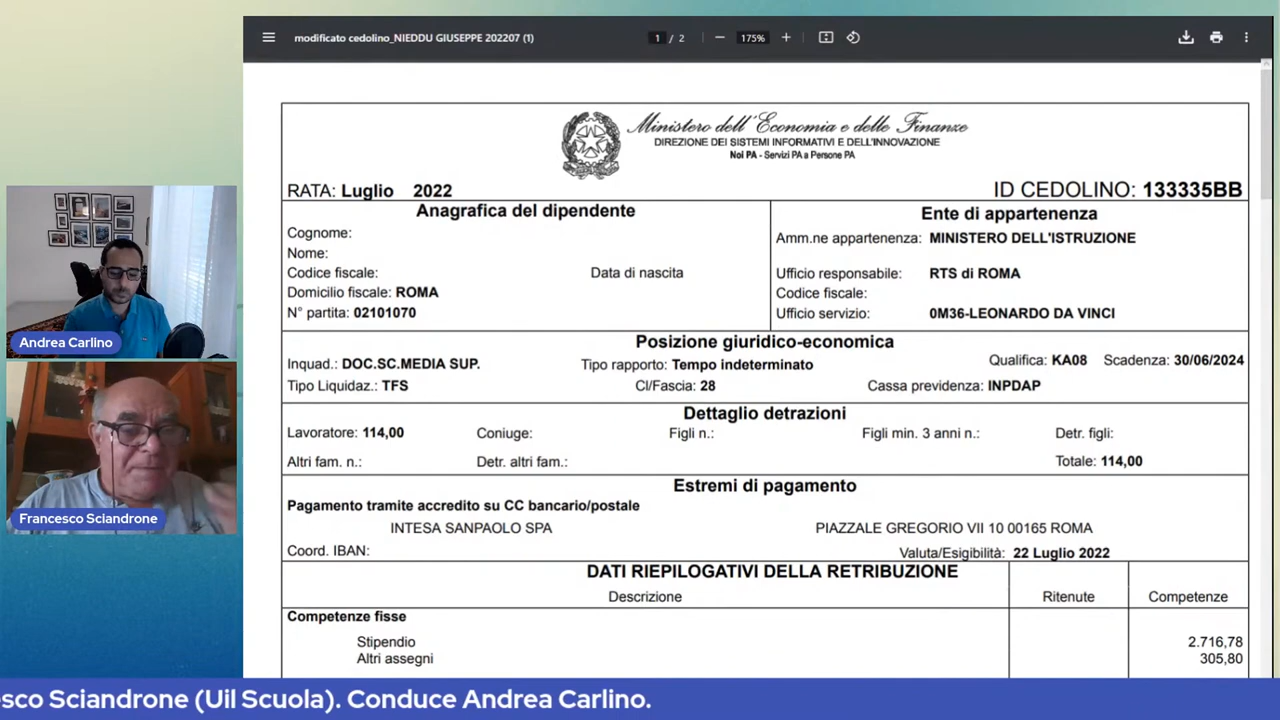 modificato cedolino_NIEDDU GIUSEPPE 202207 (1)
1 / 2
175%
Ministero dell'Economia e delle Finanze
DIREZIONE DEI SISTEMI INFORMATIVI E DELL'INNOVAZIONE
Noi PA - Servizi PA a Persone PA
RATA: Luglio 2022
ID CEDOLINO: 133335BB
Anagrafica del dipendente
Cognome:
Nome:
Codice fiscale: Data di nascita
Domicilio fiscale: ROMA
N° partita: 02101070
Ente di appartenenza
Amm.ne appartenenza: MINISTERO DELL'ISTRUZIONE
Ufficio responsabile: RTS di ROMA
Codice fiscale:
Ufficio servizio: 0M36-LEONARDO DA VINCI
Posizione giuridico-economica
Inquad.: DOC.SC.MEDIA SUP. Tipo rapporto: Tempo indeterminato Qualifica: KA08 Scadenza: 30/06/2024
Tipo Liquidaz.: TFS Cl/Fascia: 28 Cassa previdenza: INPDAP
Dettaglio detrazioni
Lavoratore: 114,00 Coniuge: Figli n.: Figli min. 3 anni n.: Detr. figli:
Altri fam. n.: Detr. altri fam.: Totale: 114,00
Estremi di pagamento
Pagamento tramite accredito su CC bancario/postale
INTESA SANPAOLO SPA PIAZZALE GREGORIO VII 10 00165 ROMA
Coord. IBAN: Valuta/Esigibilità: 22 Luglio 2022
DATI RIEPILOGATIVI DELLA RETRIBUZIONE
Descrizione Ritenute Competenze
Competenze fisse
Stipendio 2.716,78
Altri assegni 305,80
Andrea Carlino
Francesco Sciandrone
sco Sciandrone (Uil Scuola). Conduce Andrea Carlino.